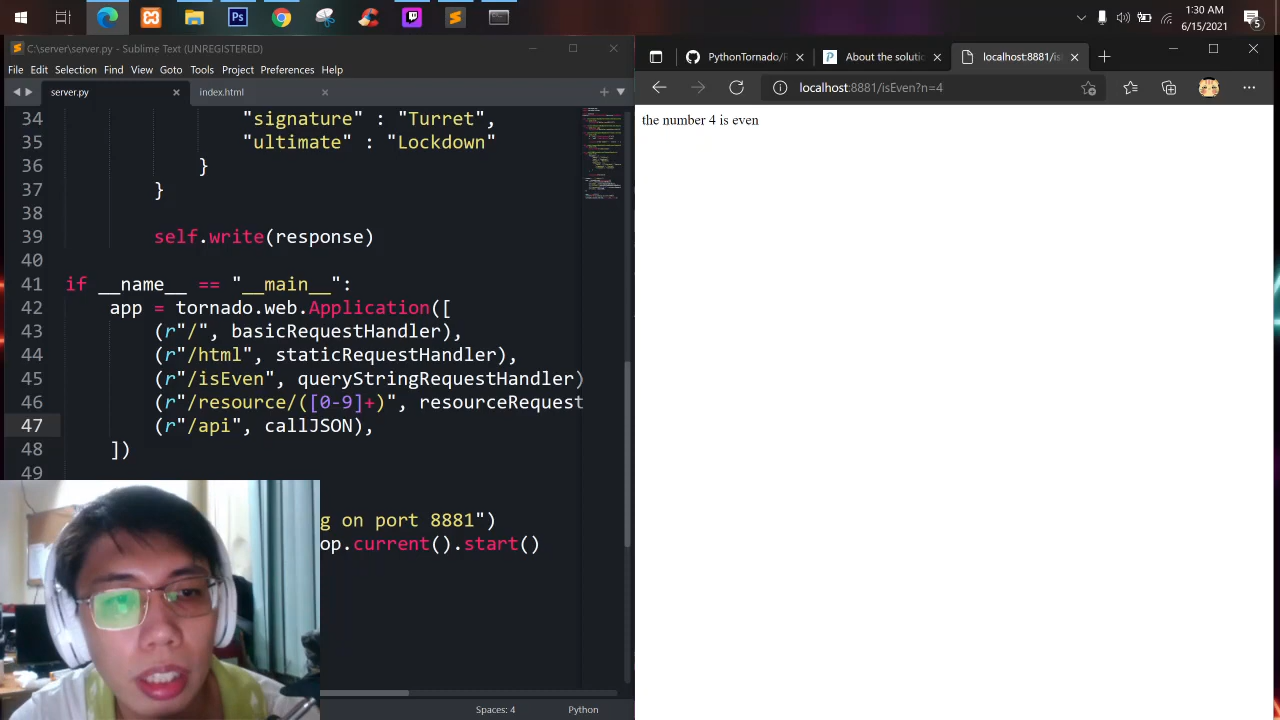 1:30 AM
6/15/2021
5
C:\server\server.py - Sublime Text (UNREGISTERED)
File Edit Selection Find View Goto Tools Project Preferences Help
server.py
index.html
34 "signature" : "Turret",
35 "ultimate" : "Lockdown"
36 }
37 }
38
39 self.write(response)
40
41 if __name__ == "__main__":
42 app = tornado.web.Application([
43 (r"/", basicRequestHandler),
44 (r"/html", staticRequestHandler),
45 (r"/isEven", queryStringRequestHandler)
46 (r"/resource/([0-9]+)", resourceRequest
47 (r"/api", callJSON),
48 ])
49
g on port 8881")
op.current().start()
Spaces: 4 Python
PythonTornado/R
About the solutio
localhost:8881/is
localhost:8881/isEven?n=4
the number 4 is even